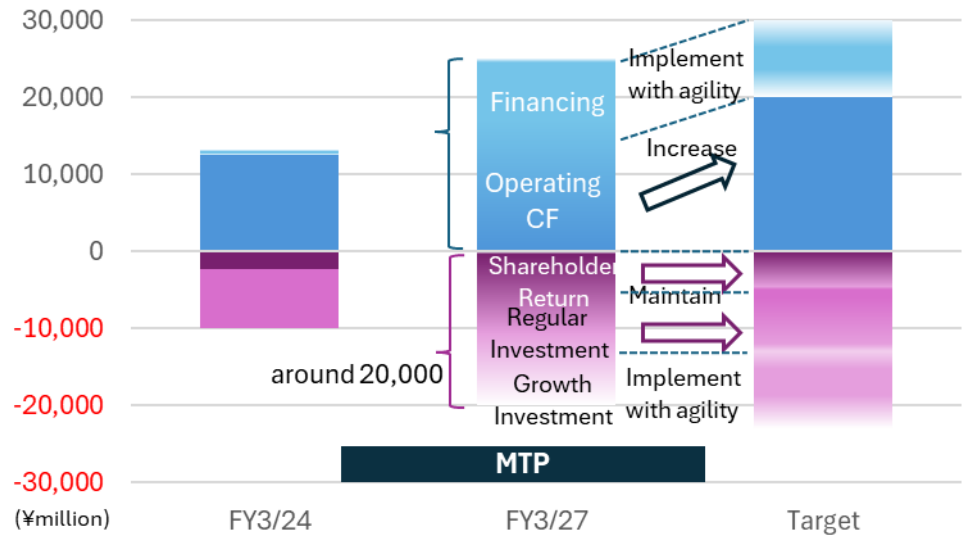 30,000
20,000
10,000
0
-10,000
-20,000
-30,000
(¥million)
Financing
Operating
CF
Shareholder
Return
Regular
Investment
Growth
Investment
around 20,000
Implement
with agility
Increase
Maintain
Implement
with agility
MTP
FY3/24
FY3/27
Target